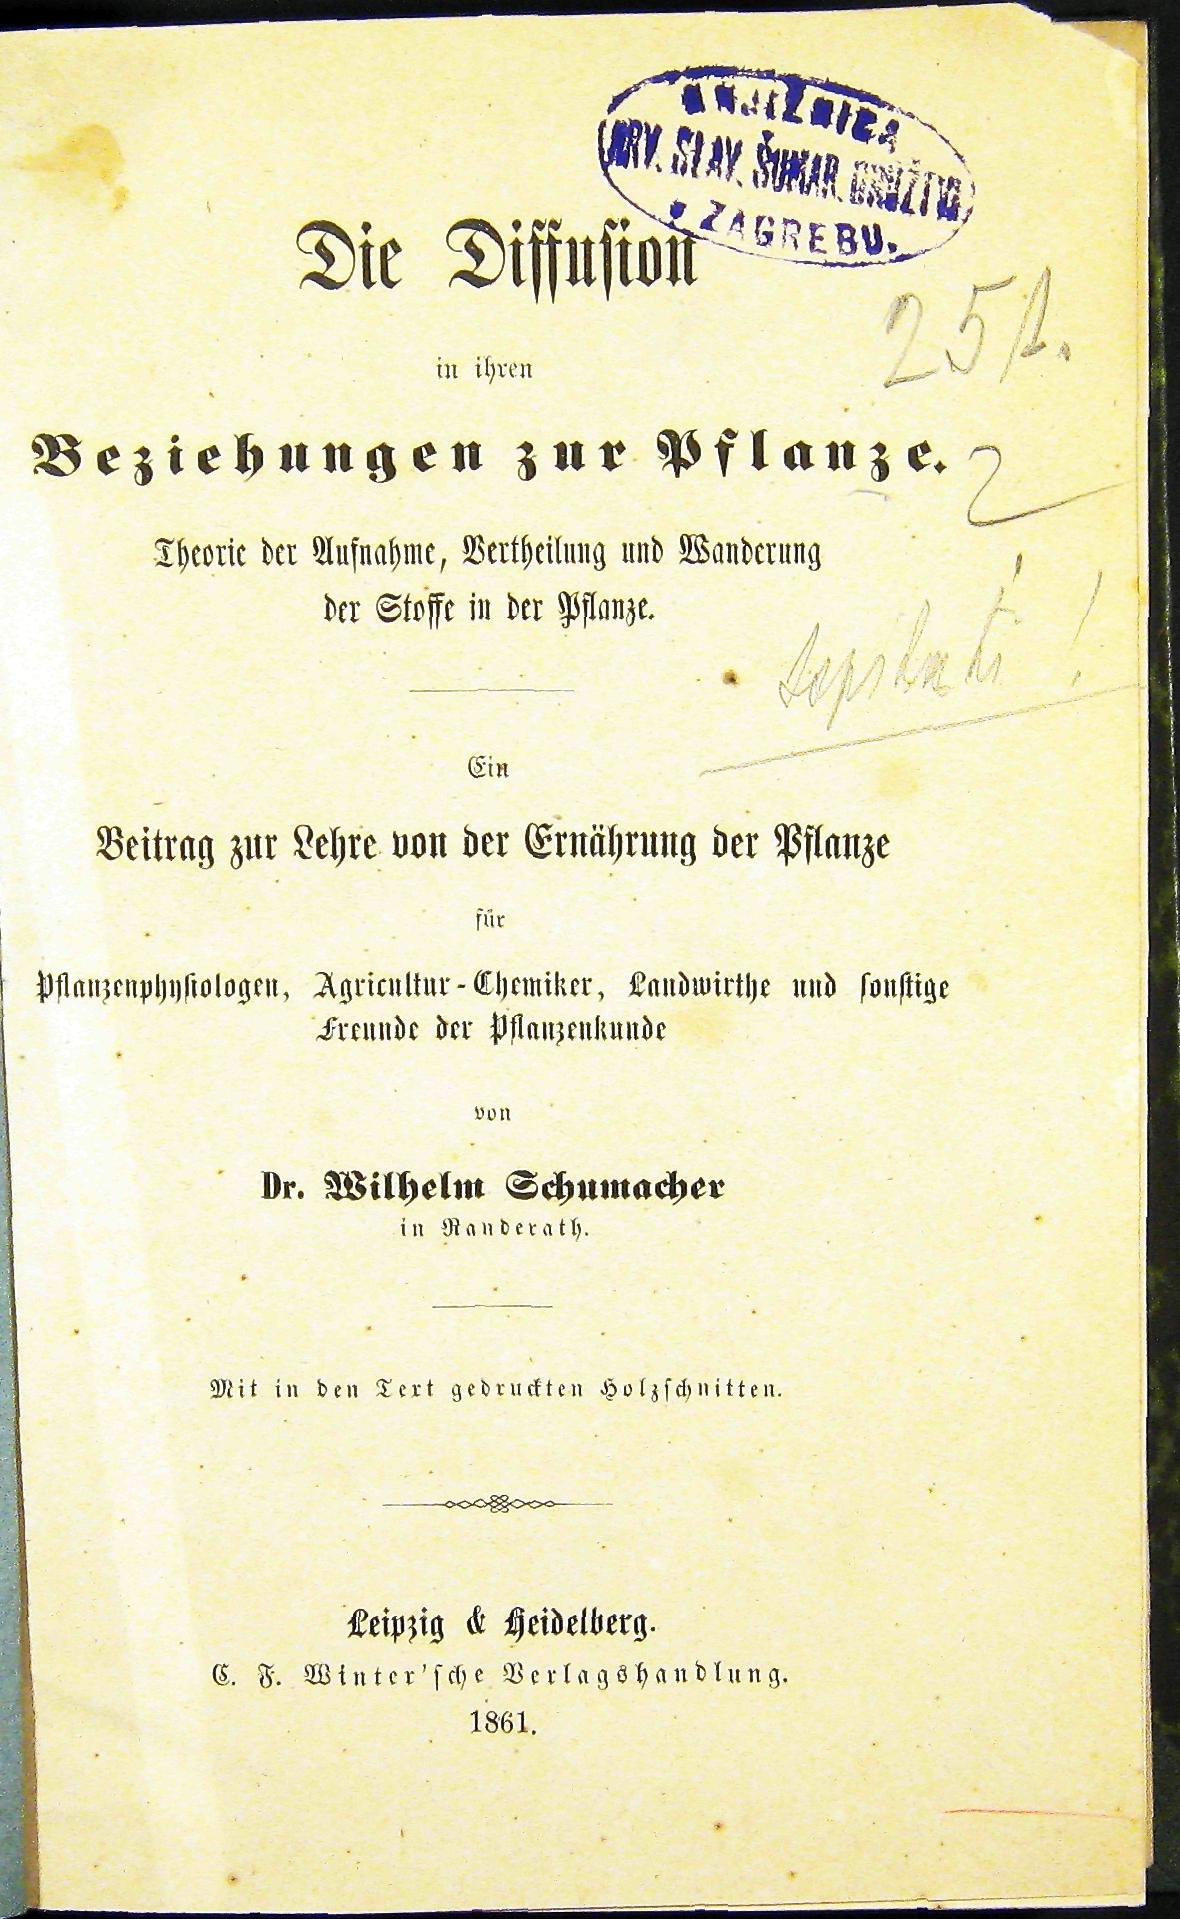 KNJIŽNICA
HRV. SLAV. ŠUMAR. DRUŽTVA
ZAGREBU.
Die Diffusion
251.
in ihren
Beziehungen zur Pflanze.
2
Theorie der Aufnahme, Vertheilung und Wanderung
der Stoffe in der Pflanze.
Ein
Beitrag zur Lehre von der Ernährung der Pflanze
für
Pflanzenphysiologen, Agricultur-Chemiker, Landwirthe und sonstige
Freunde der Pflanzenkunde
von
Dr. Wilhelm Schumacher
in Randerath.
Mit in den Text gedruckten Holzschnitten.
Leipzig & Heidelberg.
C. F. Winter'sche Verlagshandlung.
1861.